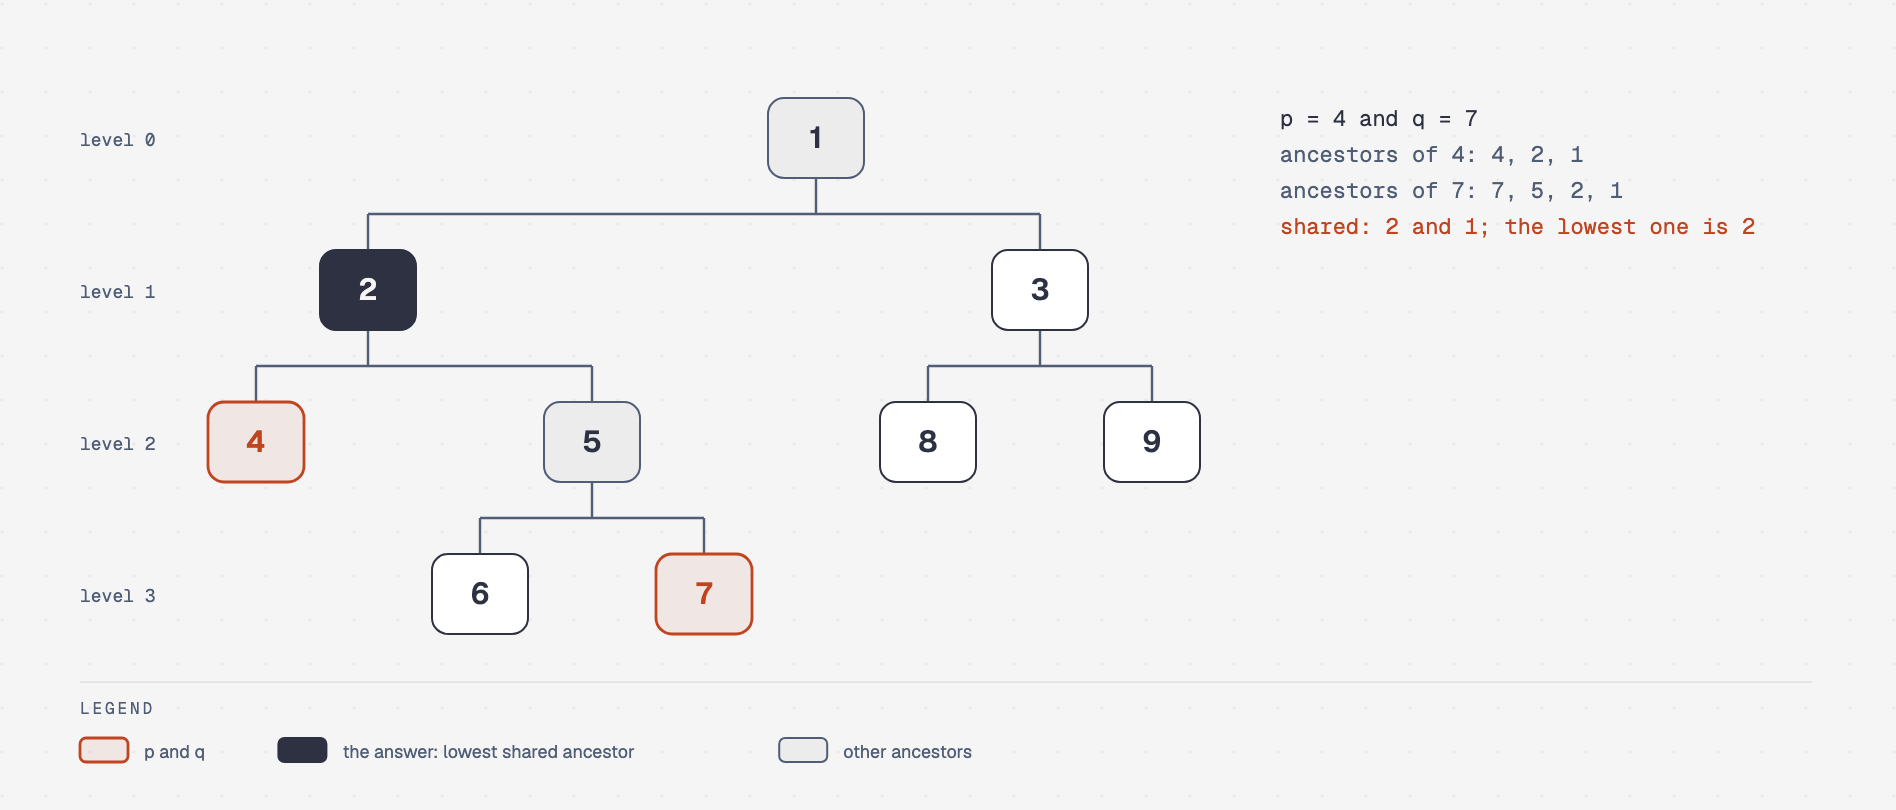 level 0
1
p = 4 and q = 7
ancestors of 4: 4, 2, 1
ancestors of 7: 7, 5, 2, 1
shared: 2 and 1; the lowest one is 2
level 1
2
3
level 2
4
5
8
9
level 3
6
7
LEGEND
p and q
the answer: lowest shared ancestor
other ancestors